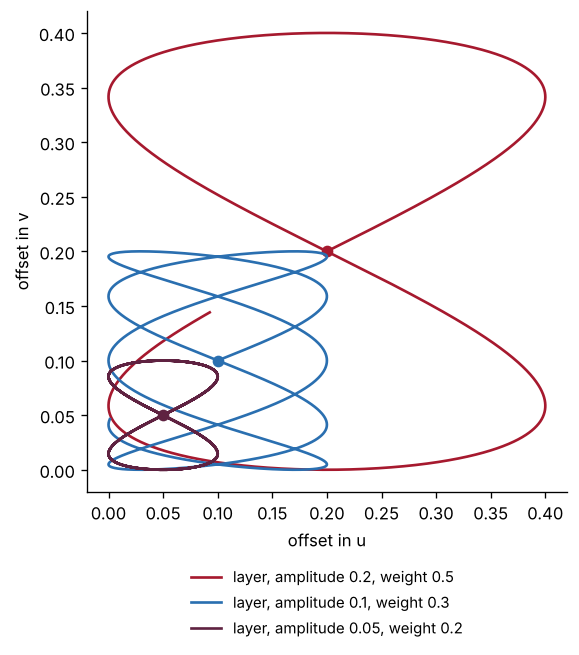 0.40
0.35
0.30
0.25
0.20
0.15
0.10
0.05
0.00
offset in v
0.00 0.05 0.10 0.15 0.20 0.25 0.30 0.35 0.40
offset in u
layer, amplitude 0.2, weight 0.5
layer, amplitude 0.1, weight 0.3
layer, amplitude 0.05, weight 0.2